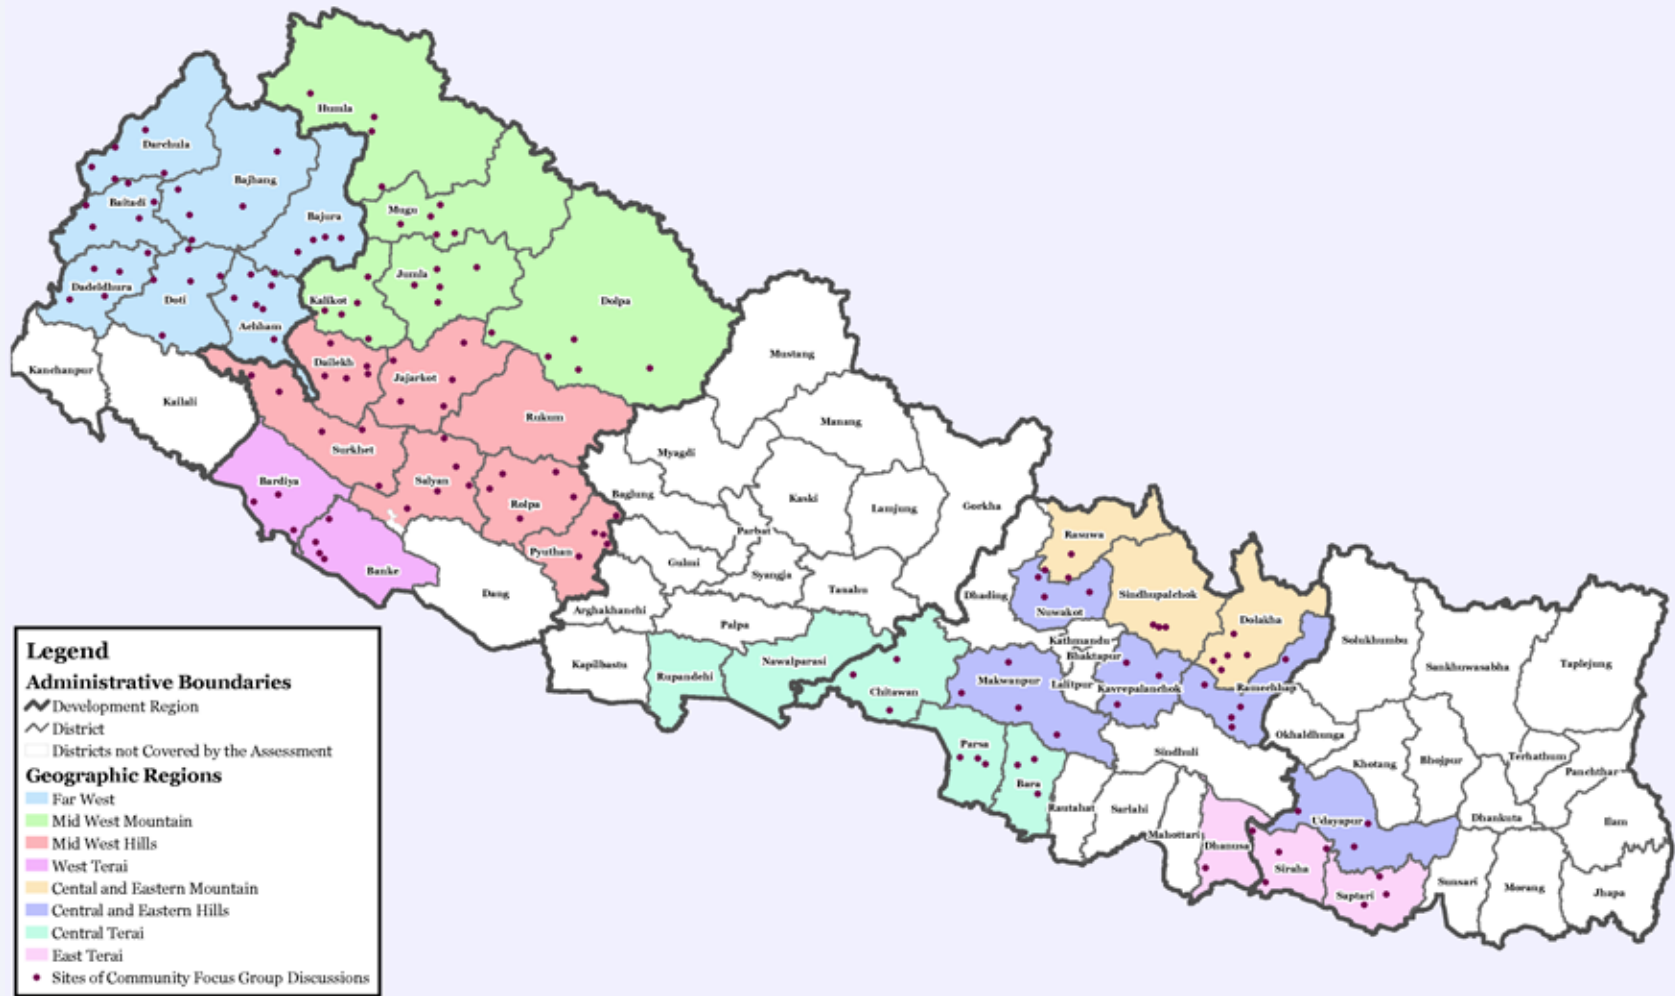 Humla
Darchula
Bajhang
Baitadi
Mugu
Bajura
Jumla
Dadeldhura
Doti
Kalikot
Dolpa
Achham
Mustang
Dailekh
Kanchanpur
Jajarkot
Kailali
Rukum
Manang
Surkhet
Myagdi
Bardiya
Salyan
Baglung
Kaski
Rolpa
Lamjung
Gorkha
Parbat
Rasuwa
Pyuthan
Gulmi
Banke
Syangja
Tanahu
Dang
Dhading
Sindhupalchok
Arghakhanchi
Nuwakot
Dolakha
Palpa
Kathmandu
Solukhumbu
Bhaktapur
Kapilbastu
Nawalparasi
Sankhuwasabha
Taplejung
Rupandehi
Makwanpur
Lalitpur
Kavrepalanchok
Ramechhap
Chitawan
Okhaldhunga
Parsa
Sindhuli
Khotang
Bhojpur
Terhathum
Panchthar
Bara
Rautahat
Sarlahi
Dhankuta
Udayapur
Ilam
Mahottari
Dhanusa
Siraha
Saptari
Sunsari
Morang
Jhapa
Legend
Administrative Boundaries
Development Region
District
Districts not Covered by the Assessment
Geographic Regions
Far West
Mid West Mountain
Mid West Hills
West Terai
Cental and Eastern Mountain
Central and Eastern Hills
Central Terai
East Terai
Sites of Community Focus Group Discussions